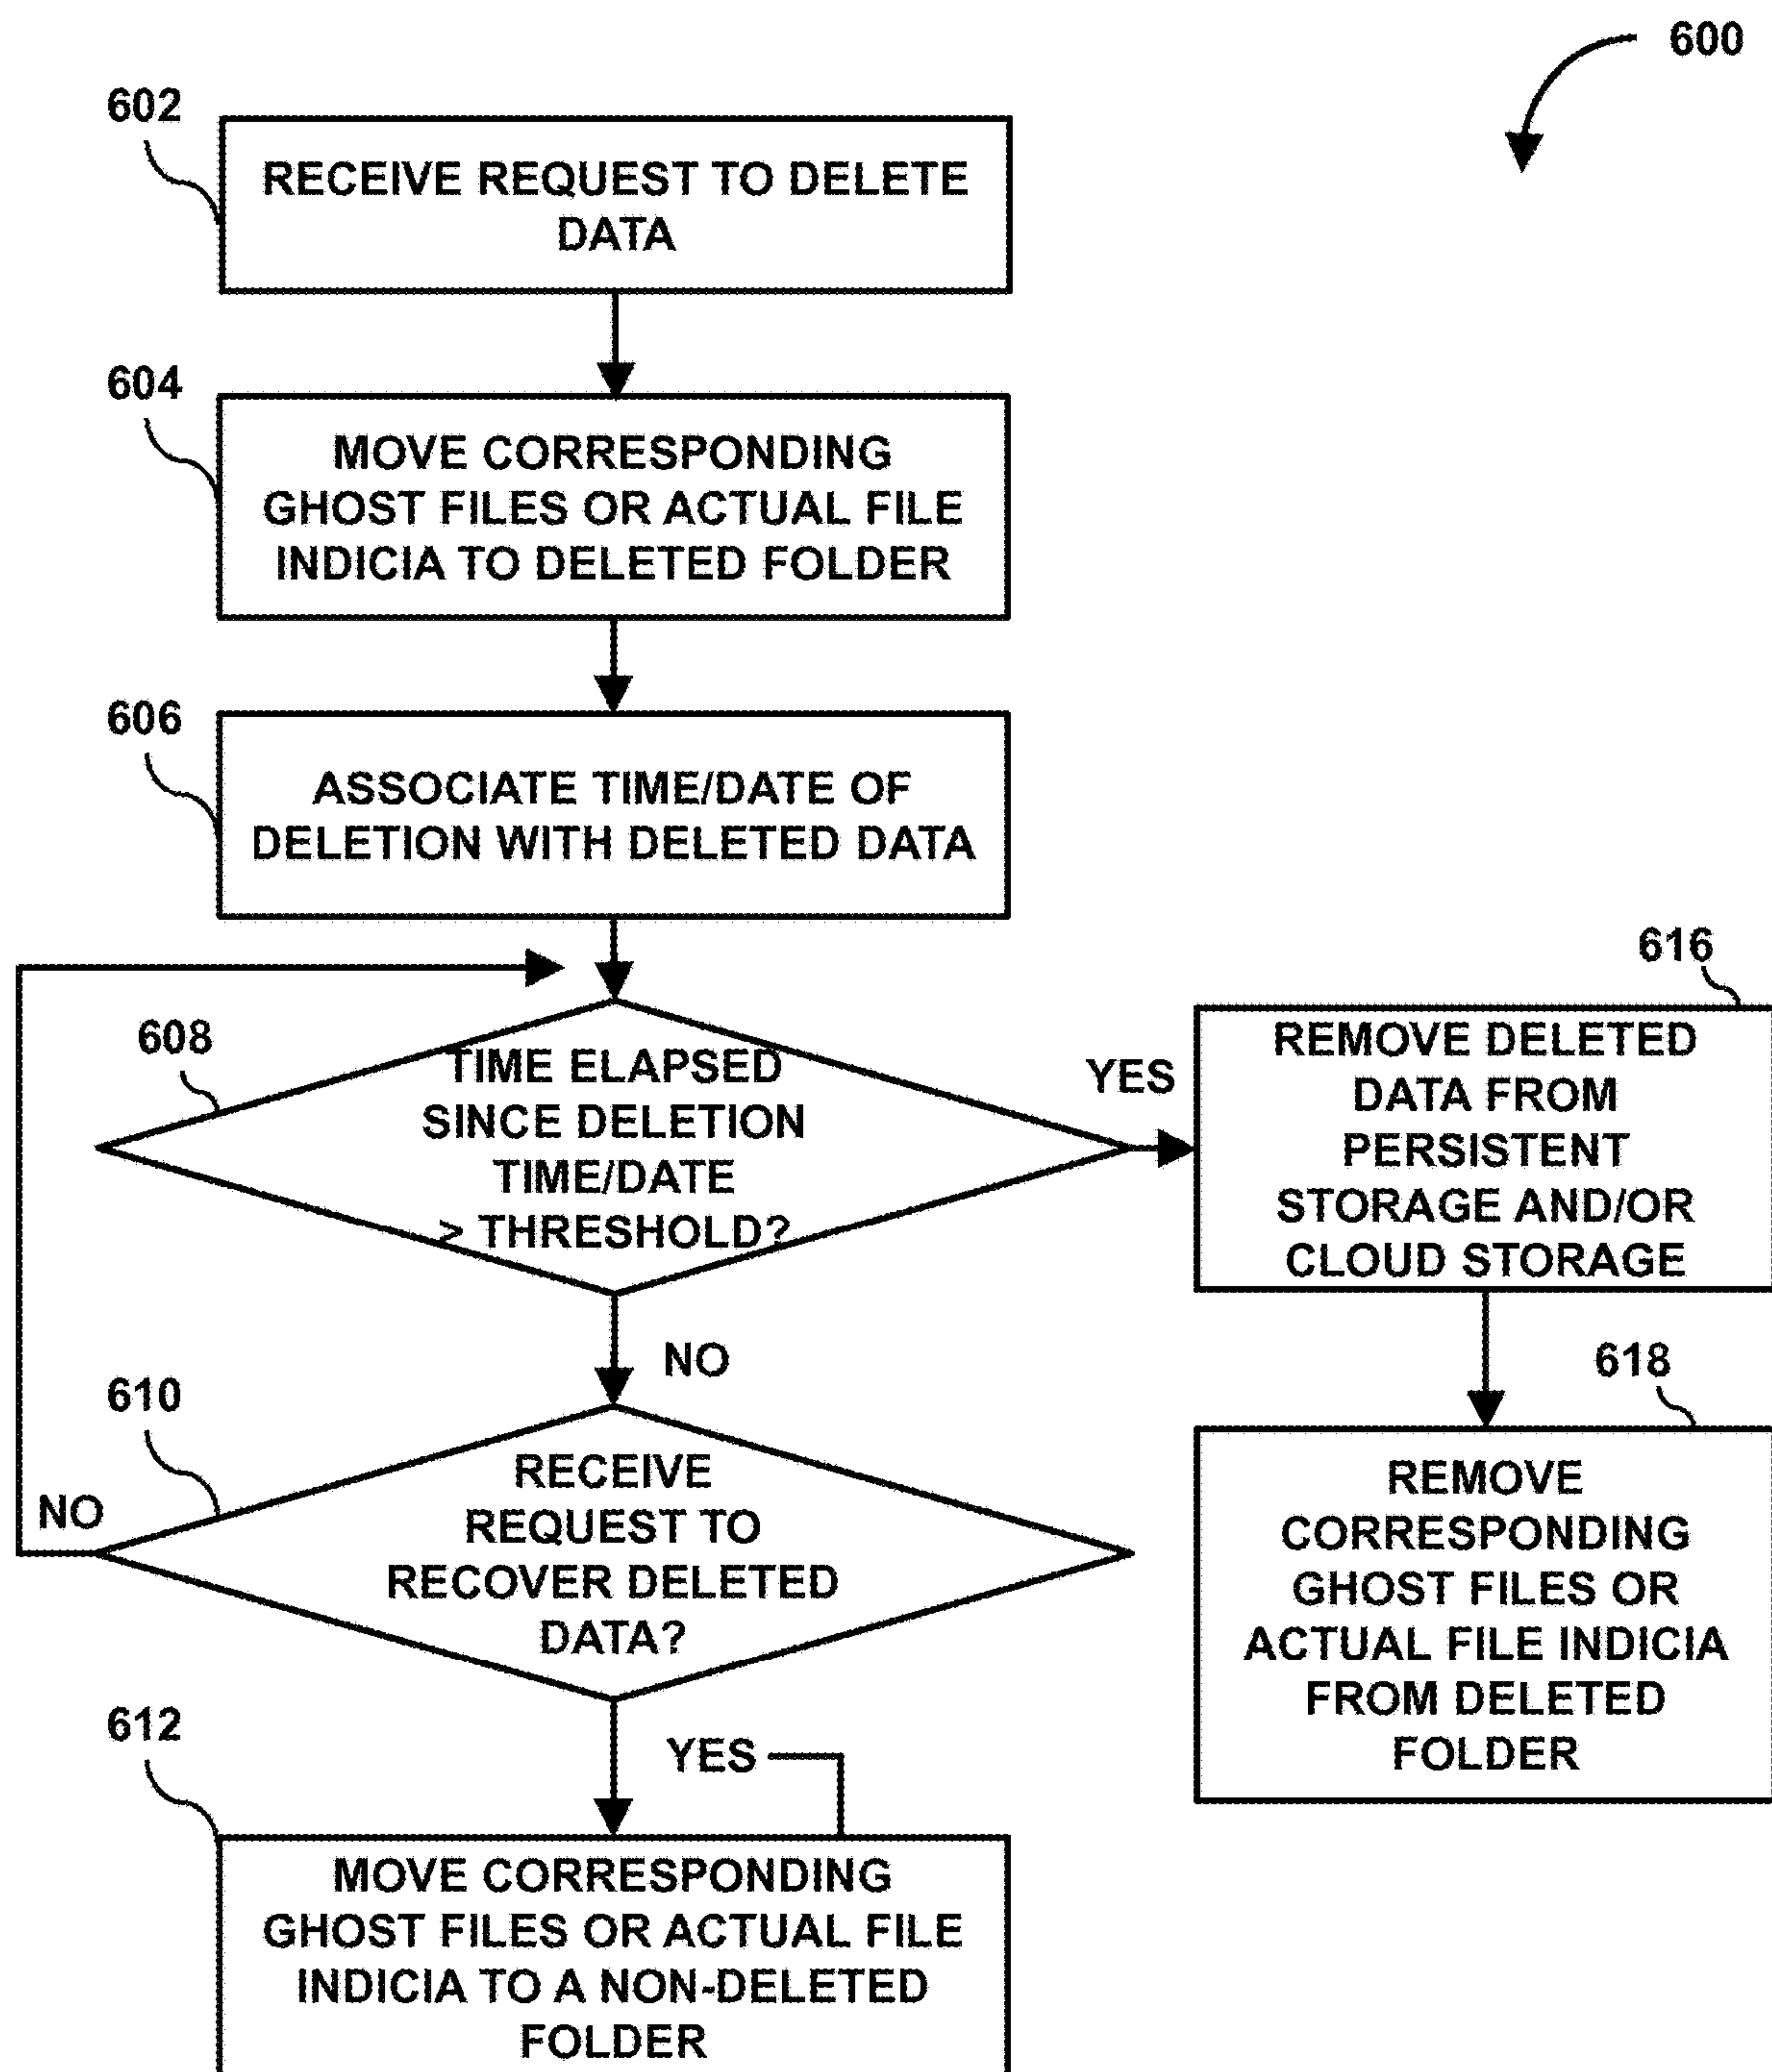 600
602
RECEIVE REQUEST TO DELETE
DATA
604
MOVE CORRESPONDING
GHOST FILES OR ACTUAL FILE
INDICIA TO DELETED FOLDER
606
ASSOCIATE TIME/DATE OF
DELETION WITH DELETED DATA
608
TIME ELAPSED
SINCE DELETION
TIME/DATE
> THRESHOLD?
YES
616
REMOVE DELETED
DATA FROM
PERSISTENT
STORAGE AND/OR
CLOUD STORAGE
NO
610
RECEIVE
REQUEST TO
RECOVER DELETED
DATA?
NO
618
REMOVE
CORRESPONDING
GHOST FILES OR
ACTUAL FILE INDICIA
FROM DELETED
FOLDER
YES
612
MOVE CORRESPONDING
GHOST FILES OR ACTUAL FILE
INDICIA TO A NON-DELETED
FOLDER